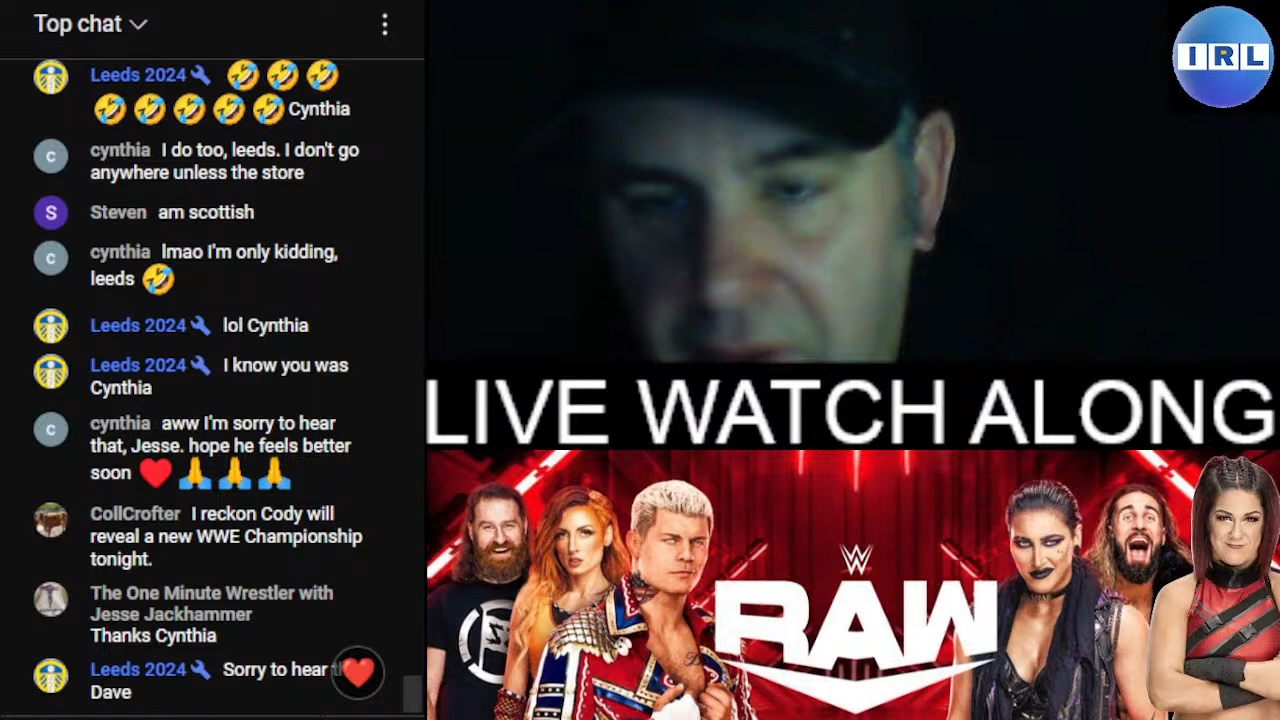 Top chat
Leeds 2024
Cynthia
cynthia I do too, leeds. I don't go
anywhere unless the store
S Steven am scottish
cynthia lmao I'm only kidding,
leeds
Leeds 2024 lol Cynthia
Leeds 2024 I know you was
Cynthia
cynthia aww I'm sorry to hear
that, Jesse. hope he feels better
soon
CollCrofter I reckon Cody will
reveal a new WWE Championship
tonight.
The One Minute Wrestler with
Jesse Jackhammer
Thanks Cynthia
Leeds 2024 Sorry to hear
Dave
IRL
LIVE WATCH ALONG
W
RAW